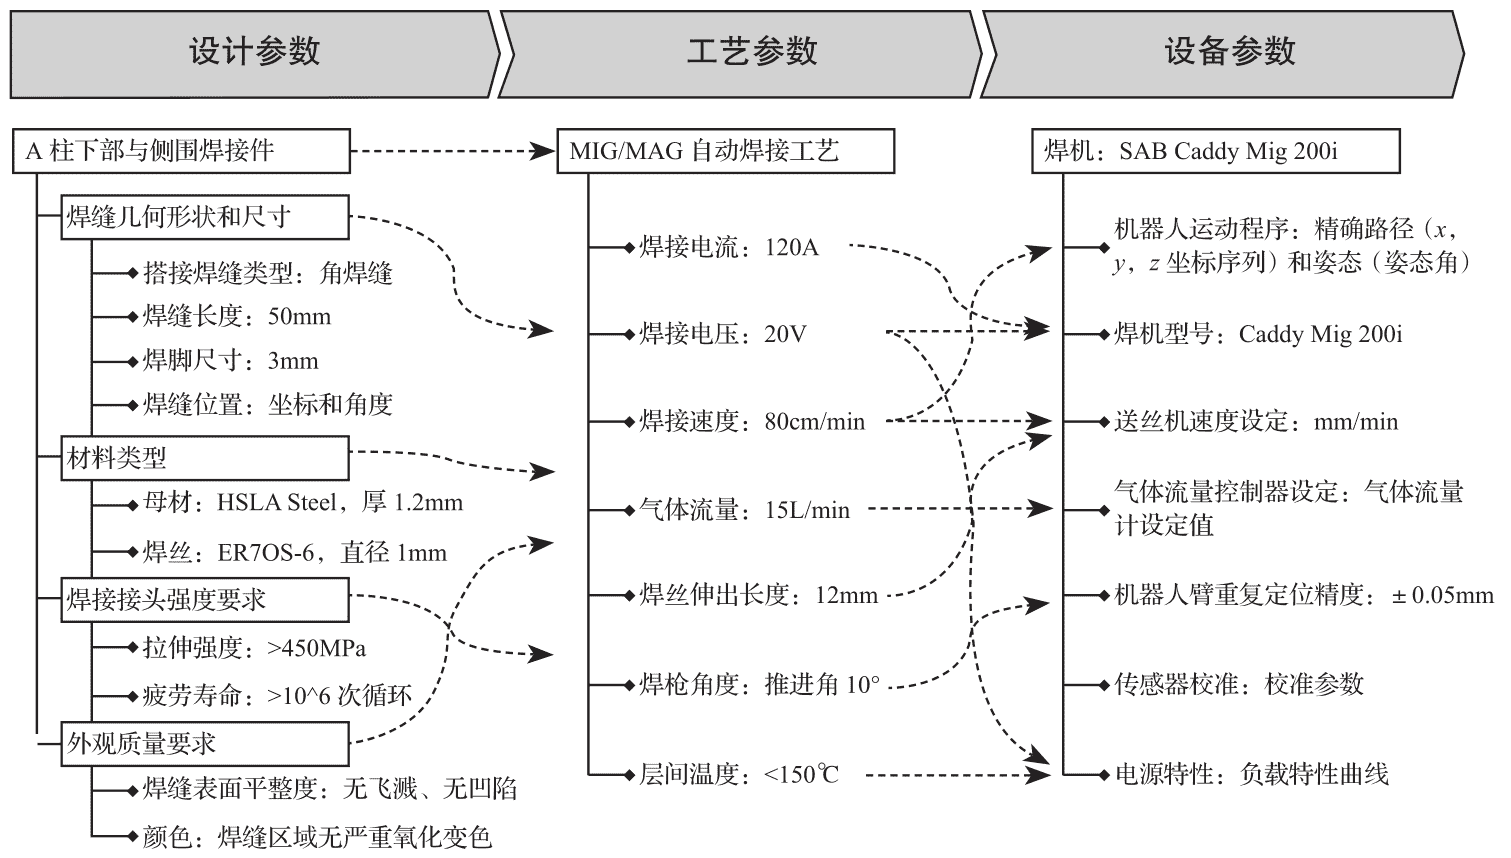 设计参数
工艺参数
设备参数
A 柱下部与侧围焊接件
焊缝几何形状和尺寸
搭接焊缝类型：角焊缝
焊缝长度：50mm
焊脚尺寸：3mm
焊缝位置：坐标和角度
材料类型
母材：HSLA Steel，厚 1.2mm
焊丝：ER7OS-6，直径 1mm
焊接接头强度要求
拉伸强度：>450MPa
疲劳寿命：>10^6 次循环
外观质量要求
焊缝表面平整度：无飞溅、无凹陷
颜色：焊缝区域无严重氧化变色
MIG/MAG 自动焊接工艺
焊接电流：120A
焊接电压：20V
焊接速度：80cm/min
气体流量：15L/min
焊丝伸出长度：12mm
焊枪角度：推进角 10°
层间温度：<150℃
焊机：SAB Caddy Mig 200i
机器人运动程序：精确路径（x，
y，z 坐标序列）和姿态（姿态角）
焊机型号：Caddy Mig 200i
送丝机速度设定：mm/min
气体流量控制器设定：气体流量
计设定值
机器人臂重复定位精度：± 0.05mm
传感器校准：校准参数
电源特性：负载特性曲线